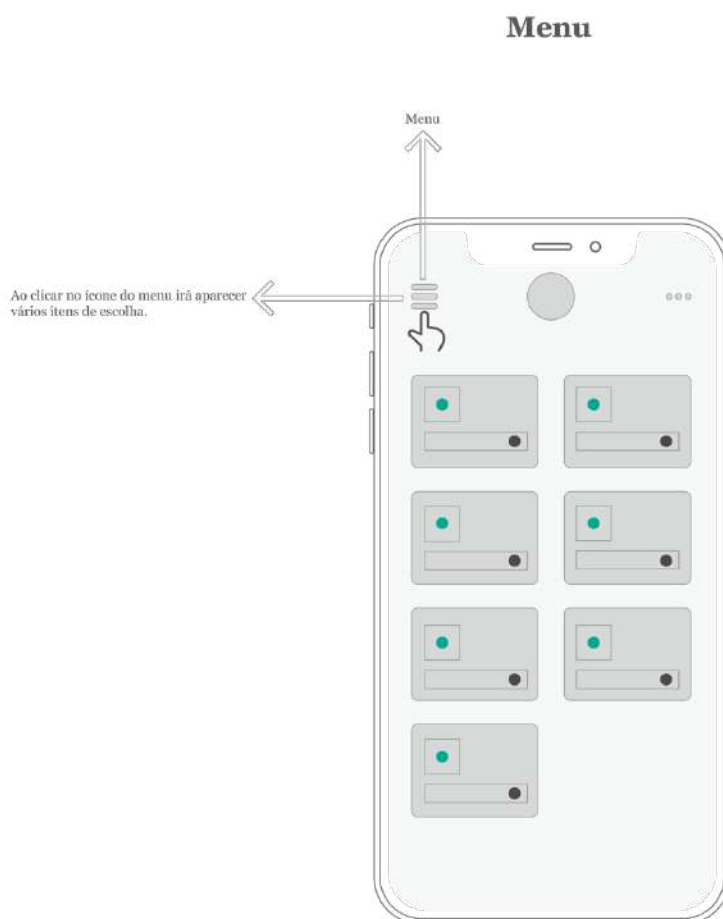 Menu
Menu
Ao clicar no ícone do menu irá aparecer
vários itens de escolha.